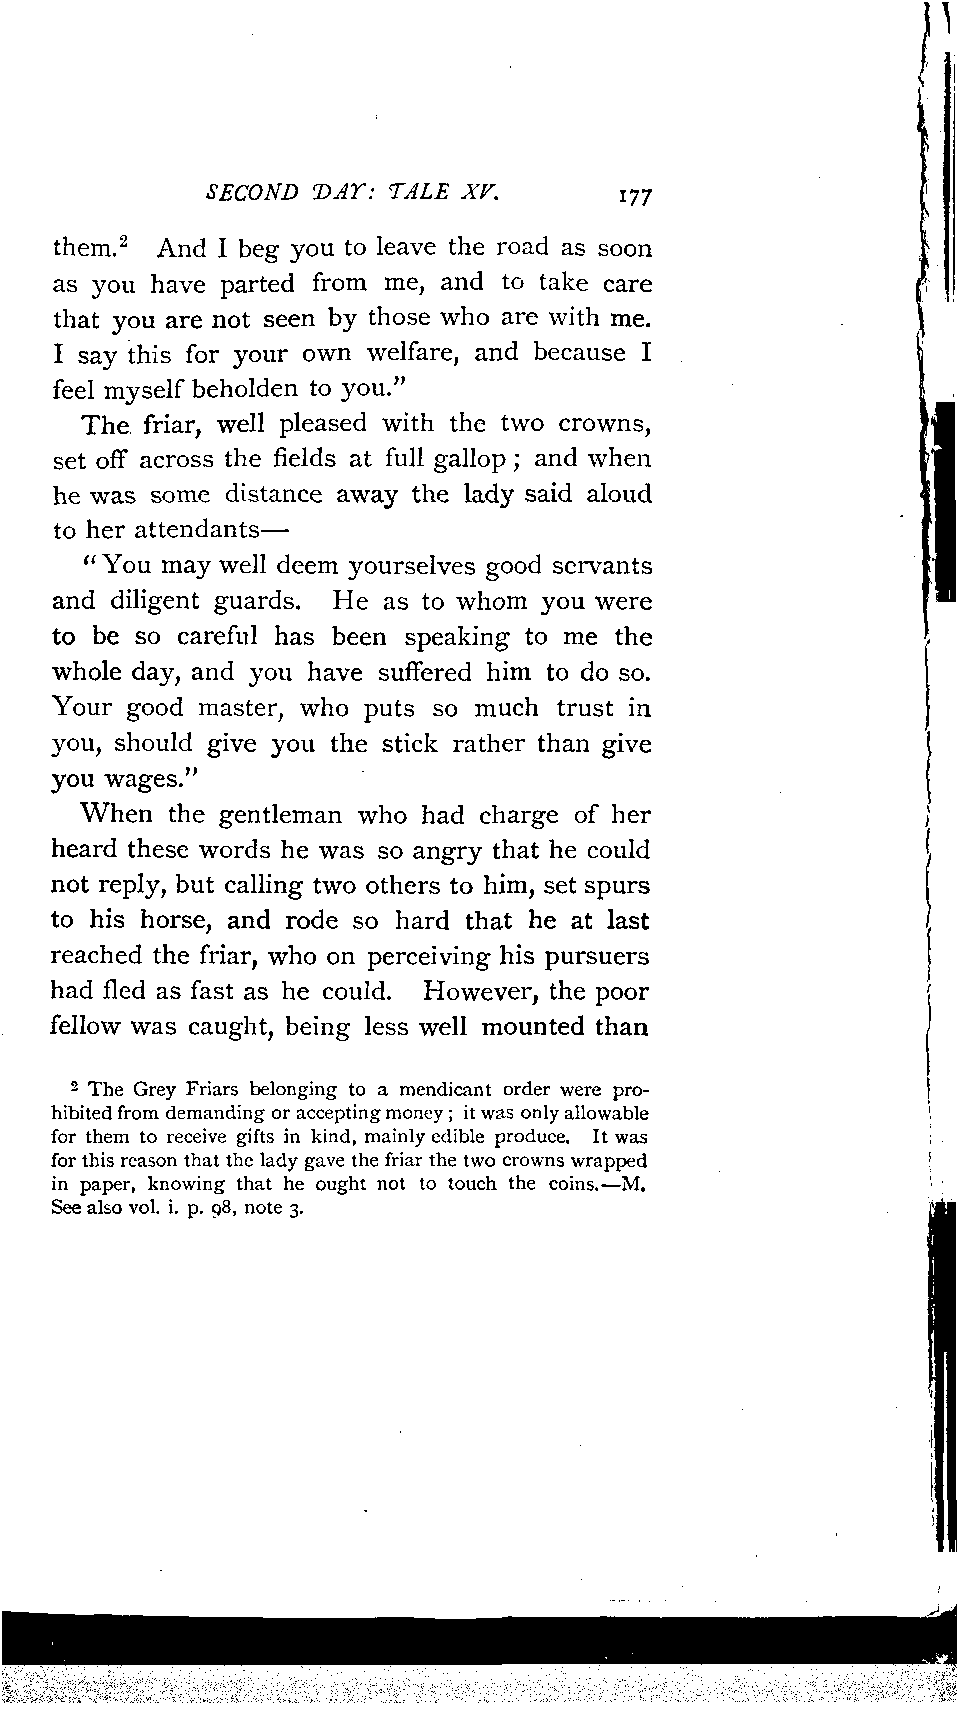 SECOND DAY: TALE XV. 177
them.² And I beg you to leave the road as soon
as you have parted from me, and to take care
that you are not seen by those who are with me.
I say this for your own welfare, and because I
feel myself beholden to you.”
The friar, well pleased with the two crowns,
set off across the fields at full gallop ; and when
he was some distance away the lady said aloud
to her attendants—
“You may well deem yourselves good servants
and diligent guards. He as to whom you were
to be so careful has been speaking to me the
whole day, and you have suffered him to do so.
Your good master, who puts so much trust in
you, should give you the stick rather than give
you wages.”
When the gentleman who had charge of her
heard these words he was so angry that he could
not reply, but calling two others to him, set spurs
to his horse, and rode so hard that he at last
reached the friar, who on perceiving his pursuers
had fled as fast as he could. However, the poor
fellow was caught, being less well mounted than
² The Grey Friars belonging to a mendicant order were pro-
hibited from demanding or accepting money ; it was only allowable
for them to receive gifts in kind, mainly edible produce. It was
for this reason that the lady gave the friar the two crowns wrapped
in paper, knowing that he ought not to touch the coins.—M.
See also vol. i. p. 98, note 3.